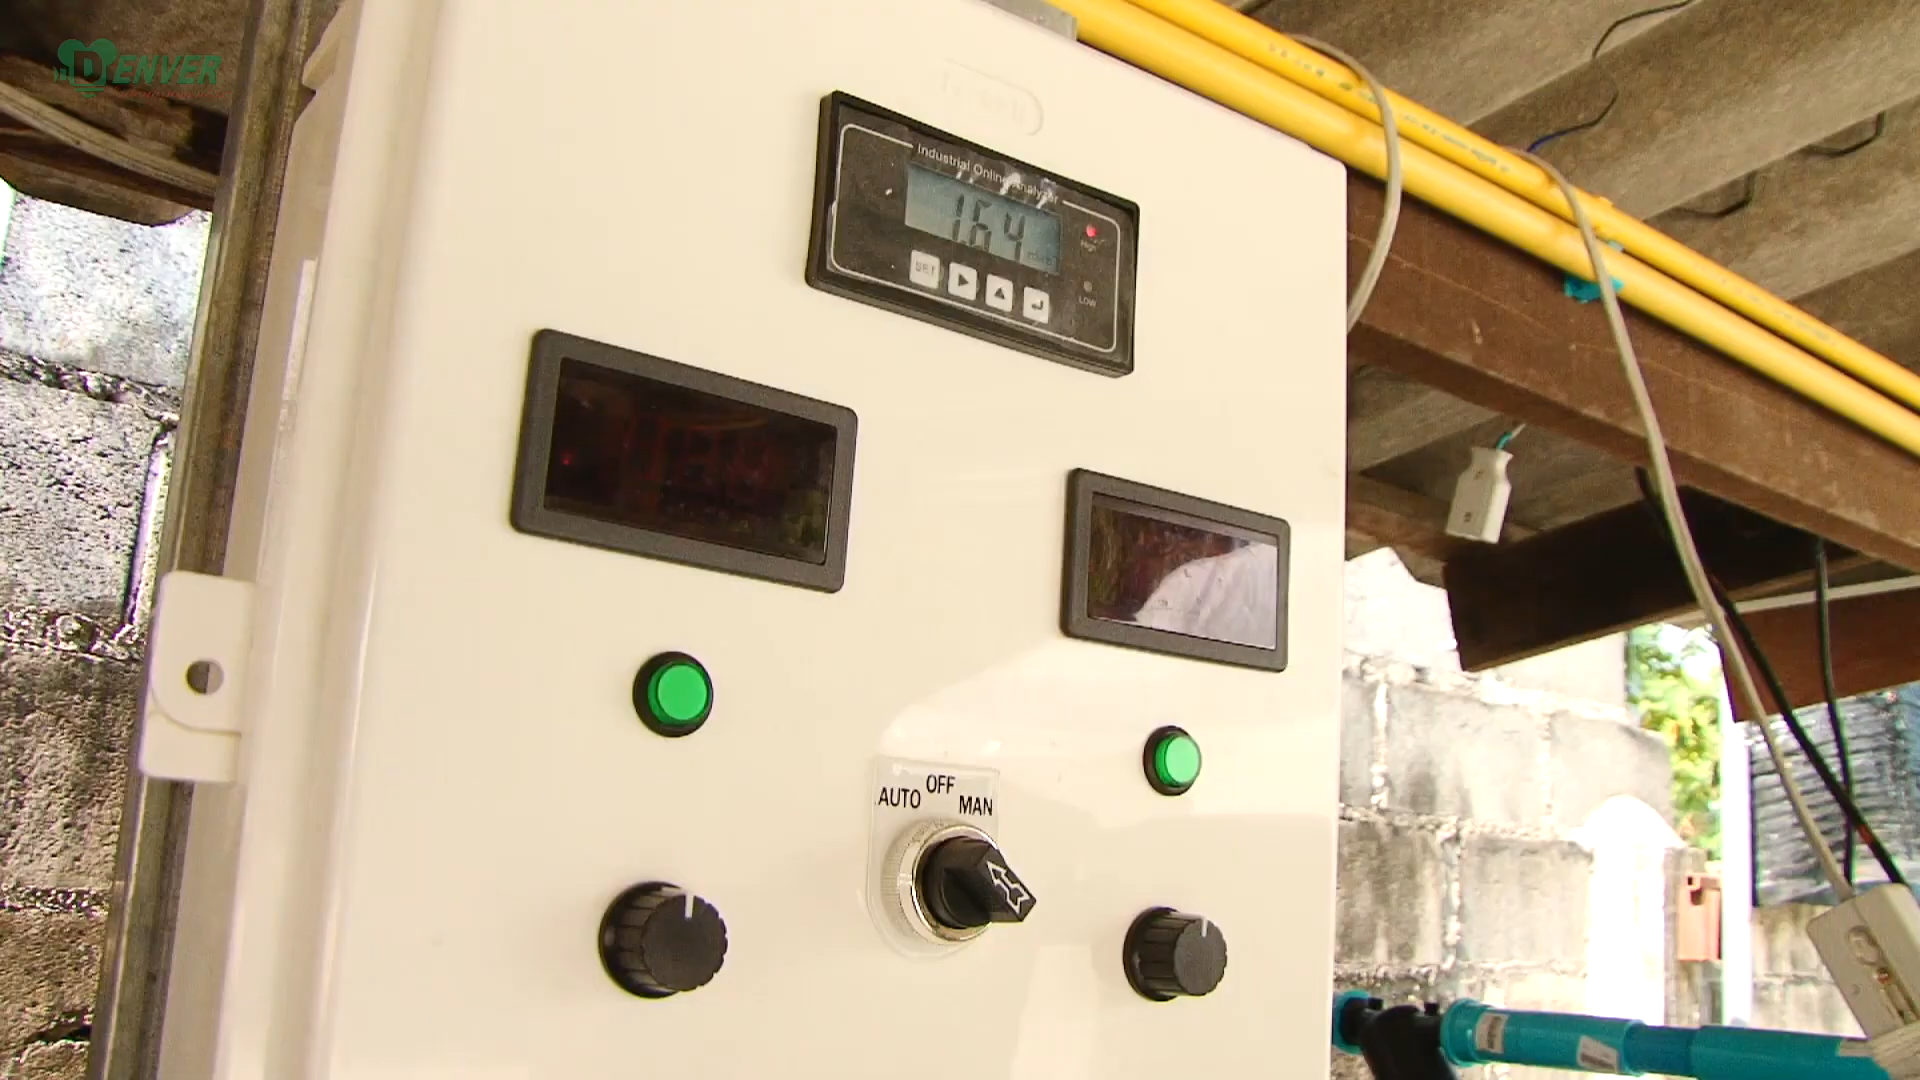 DENVER
Industrial Online Analyzer
1.64
High
SET
LOW
OFF
AUTO
MAN